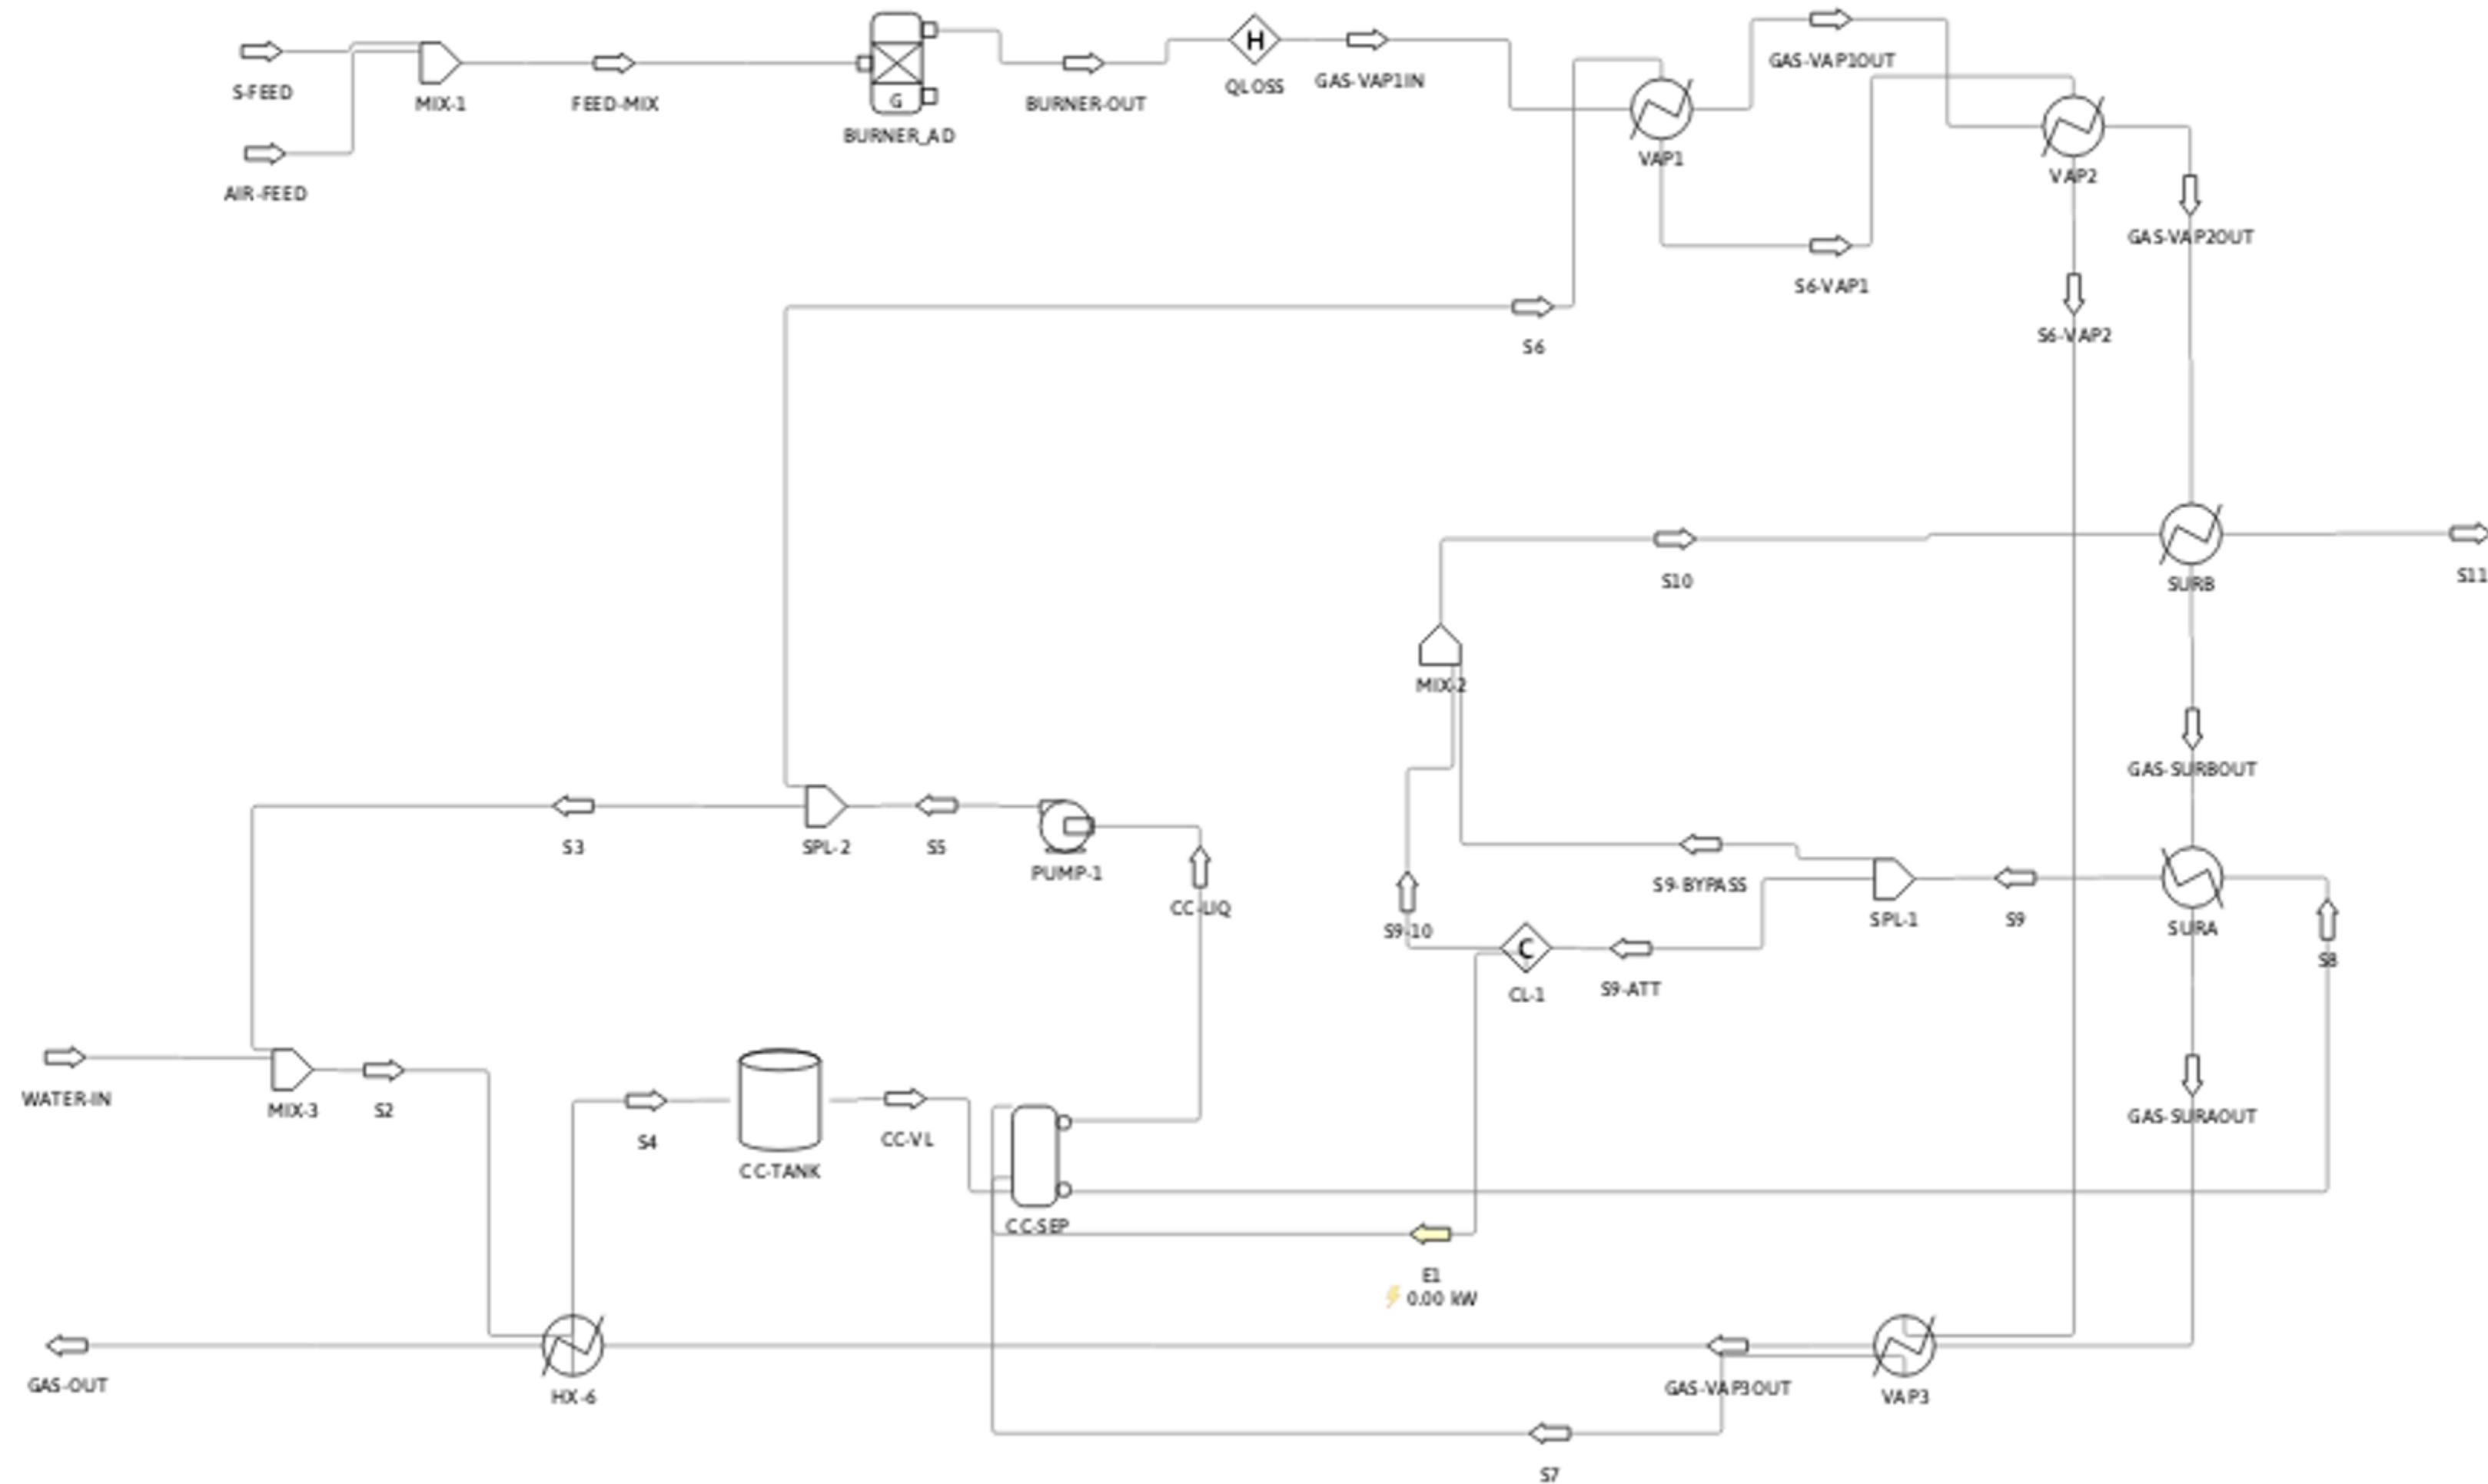 S-FEED
AIR-FEED
MIX-1
FEED-MIX
G
BURNER_AD
BURNER-OUT
H
QLOSS
GAS-VAP1IN
VAP1
GAS-VAP1OUT
VAP2
GAS-VAP2OUT
S6-VAP1
S6-VAP2
S6
S10
SURB
S11
MIX-2
GAS-SURBOUT
S3
SPL-2
S5
PUMP-1
CC-LIQ
S9-10
C
CL-1
S9-ATT
S9-BYPASS
SPL-1
S9
SURA
S8
WATER-IN
MIX-3
S2
S4
CC-TANK
CC-VL
CC-SEP
GAS-SURAOUT
E1
0.00 kW
GAS-OUT
HX-6
GAS-VAP3OUT
VAP3
S7